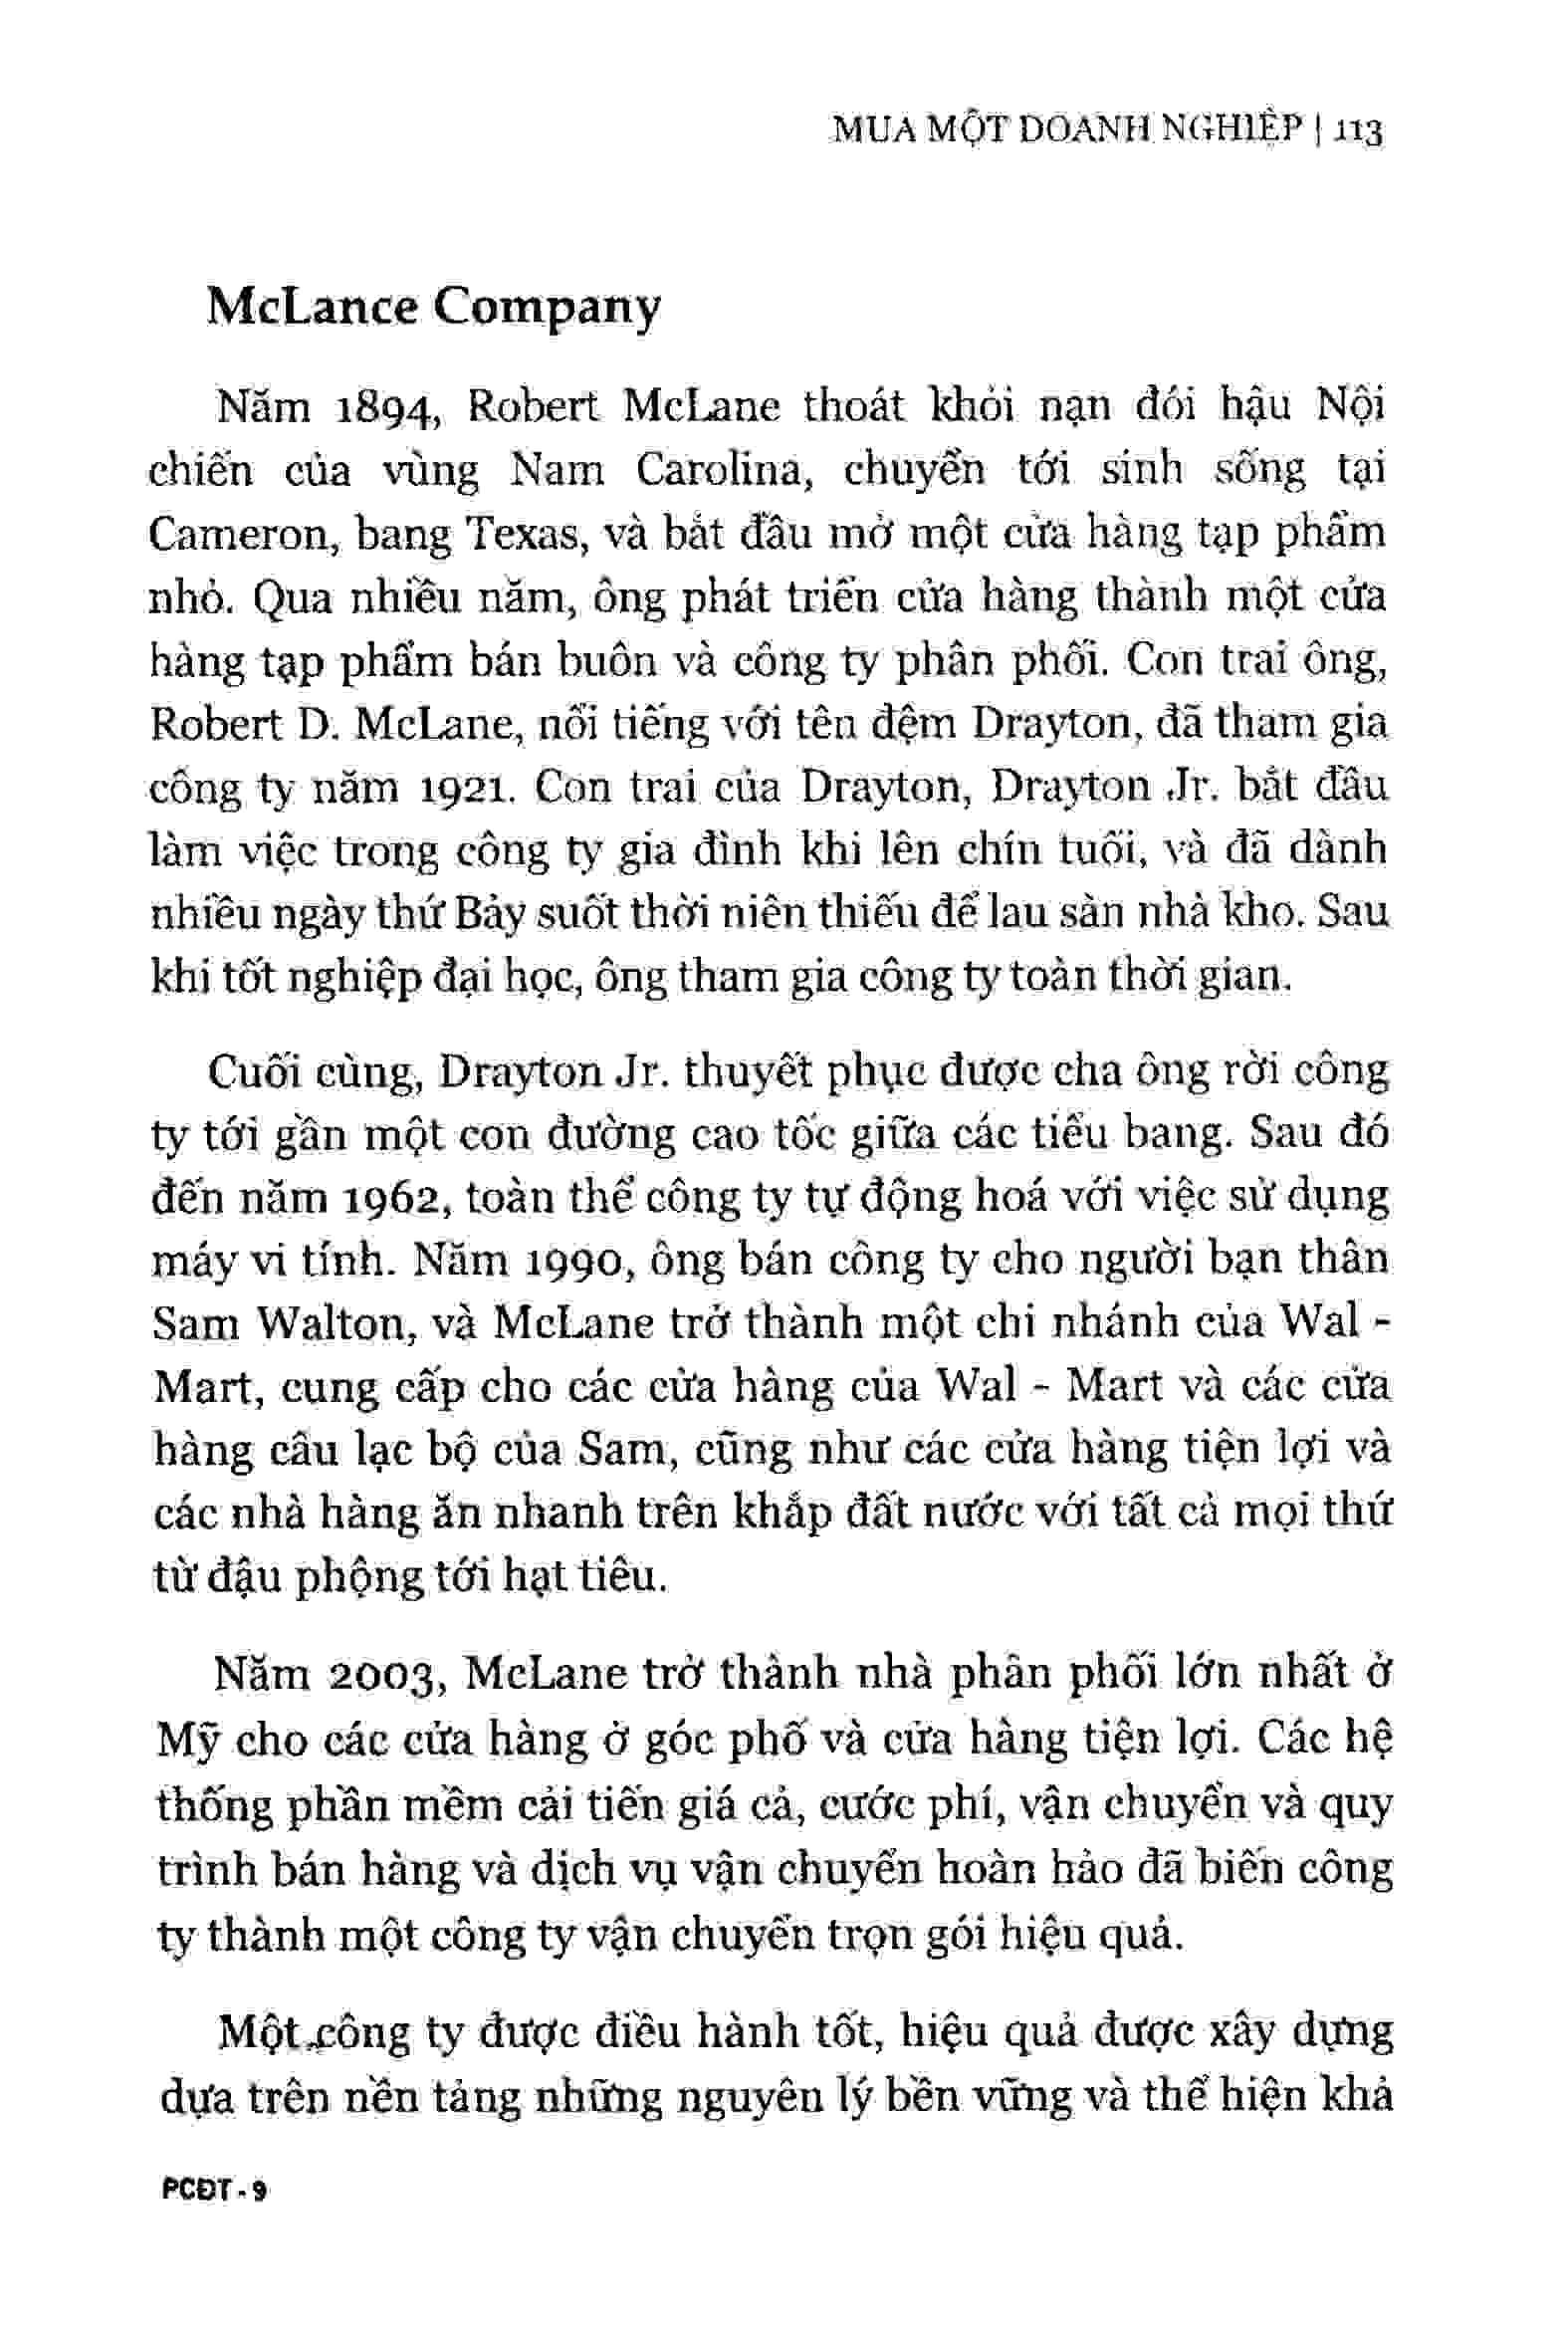 MUA MỘT DOANH NGHIỆP | 113
McLance Company
Năm 1894, Robert McLane thoát khỏi nạn đói hậu Nội
chiến của vùng Nam Carolina, chuyển tới sinh sống tại
Cameron, bang Texas, và bắt đầu mở một cửa hàng tạp phẩm
nhỏ. Qua nhiều năm, ông phát triển cửa hàng thành một cửa
hàng tạp phẩm bán buôn và công ty phân phối. Con trai ông,
Robert D. McLane, nổi tiếng với tên đệm Drayton, đã tham gia
công ty năm 1921. Con trai của Drayton, Drayton Jr. bắt đầu
làm việc trong công ty gia đình khi lên chín tuổi, và đã dành
nhiều ngày thứ Bảy suốt thời niên thiếu để lau sàn nhà kho. Sau
khi tốt nghiệp đại học, ông tham gia công ty toàn thời gian.
Cuối cùng, Drayton Jr. thuyết phục được cha ông rời công
ty tới gần một con đường cao tốc giữa các tiểu bang. Sau đó
đến năm 1962, toàn thể công ty tự động hoá với việc sử dụng
máy vi tính. Năm 1990, ông bán công ty cho người bạn thân
Sam Walton, và McLane trở thành một chi nhánh của Wal -
Mart, cung cấp cho các cửa hàng của Wal - Mart và các cửa
hàng câu lạc bộ của Sam, cũng như các cửa hàng tiện lợi và
các nhà hàng ăn nhanh trên khắp đất nước với tất cả mọi thứ
từ đậu phộng tới hạt tiêu.
Năm 2003, McLane trở thành nhà phân phối lớn nhất ở
Mỹ cho các cửa hàng ở góc phố và cửa hàng tiện lợi. Các hệ
thống phần mềm cải tiến giá cả, cước phí, vận chuyển và quy
trình bán hàng và dịch vụ vận chuyển hoàn hảo đã biến công
ty thành một công ty vận chuyển trọn gói hiệu quả.
Một công ty được điều hành tốt, hiệu quả được xây dựng
dựa trên nền tảng những nguyên lý bền vững và thể hiện khả
PCĐT - 9